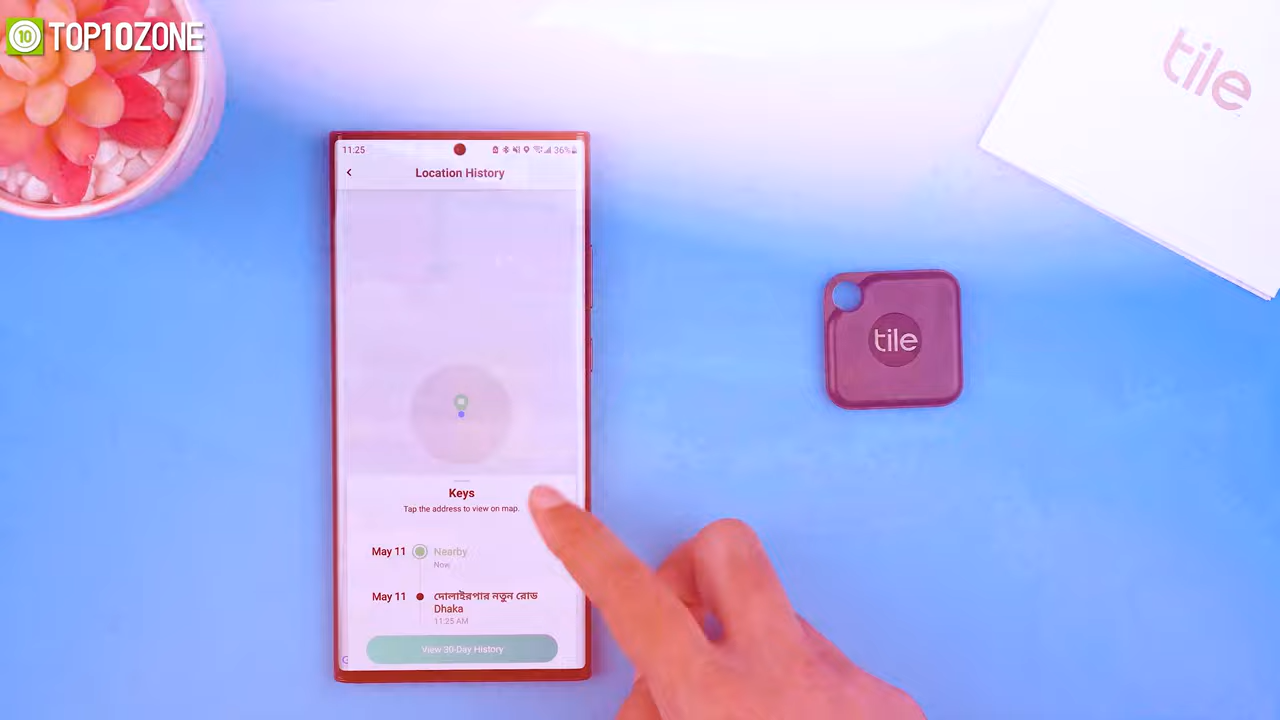 TOP10ZONE
tile
11:25
36%
Location History
tile
Keys
Tap the address to view on map.
May 11
Nearby
Now
May 11
দোলাইরপার নতুন রোড
Dhaka
11:25 AM
View 30-Day History